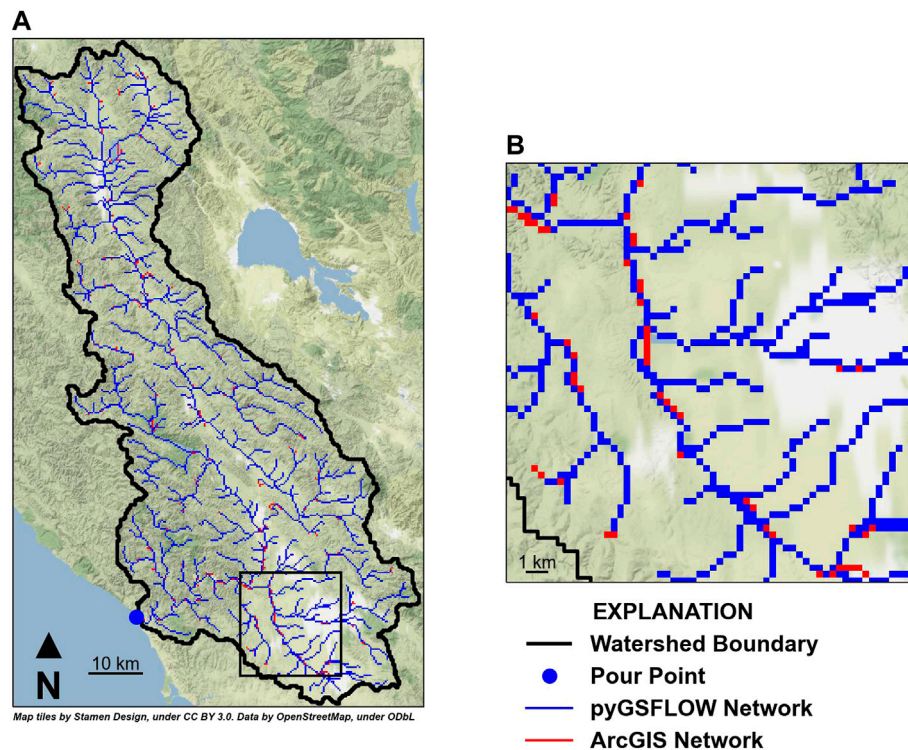 A
B
1 km
N
10 km
Map tiles by Stamen Design, under CC BY 3.0. Data by OpenStreetMap, under ODbL
EXPLANATION
Watershed Boundary
Pour Point
pyGSFLOW Network
ArcGIS Network